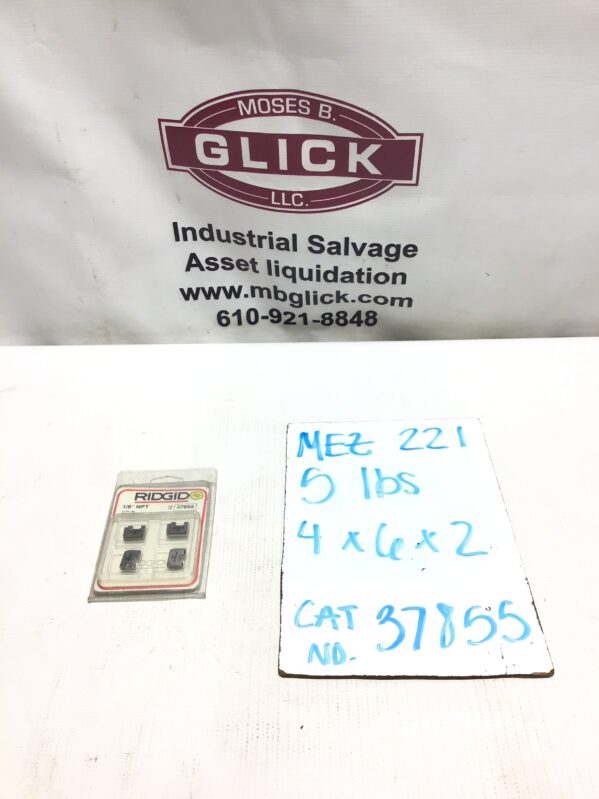 MOSES B.
GLICK
LLC.
Industrial Salvage
Asset liquidation
www.mbglick.com
610-921-8848
MEZ 221
5 lbs
4 x 6 x 2
CAT NO. 37855
RIDGID
1/8" NPT
RIDGID